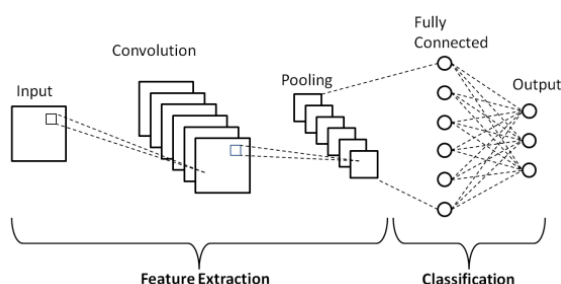 Input
Convolution
Pooling
Fully
Connected
Output
Feature Extraction
Classification